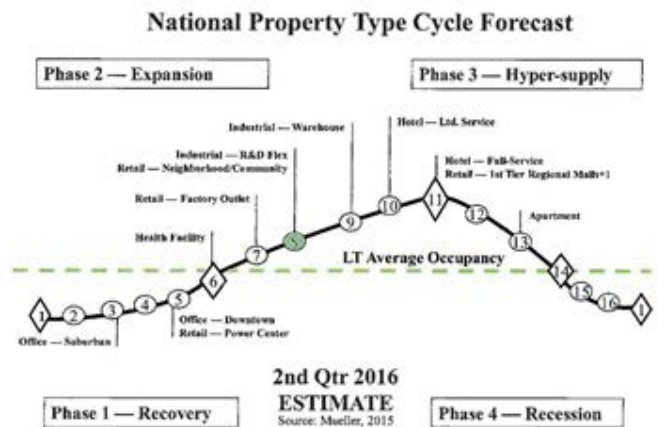 National Property Type Cycle Forecast
Phase 2 — Expansion
Phase 3 — Hyper-supply
Industrial — Warehouse
Hotel — Ltd. Service
Industrial — R&D Flex
Retail — Neighborhood/Community
Hotel — Full-Service
Retail — 1st Tier Regional Malls+1
Retail — Factory Outlet
Apartment
Health Facility
LT Average Occupancy
1
2
3
4
5
6
7
8
9
10
11
12
13
14
15
16
1
Office — Suburban
Office — Downtown
Retail — Power Center
2nd Qtr 2016
ESTIMATE
Source: Mueller, 2015
Phase 1 — Recovery
Phase 4 — Recession